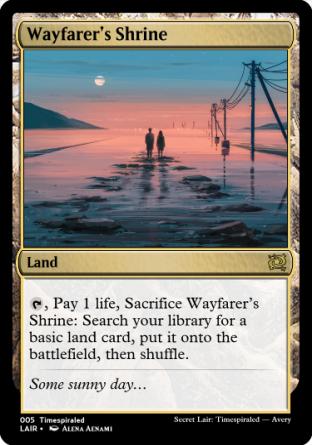 Wayfarer's Shrine
Land
, Pay 1 life, Sacrifice Wayfarer's
Shrine: Search your library for a
basic land card, put it onto the
battlefield, then shuffle.
Some sunny day…
005 Timespiraled
LAIR • Alena Aenami
Secret Lair: Timespiraled — Avery